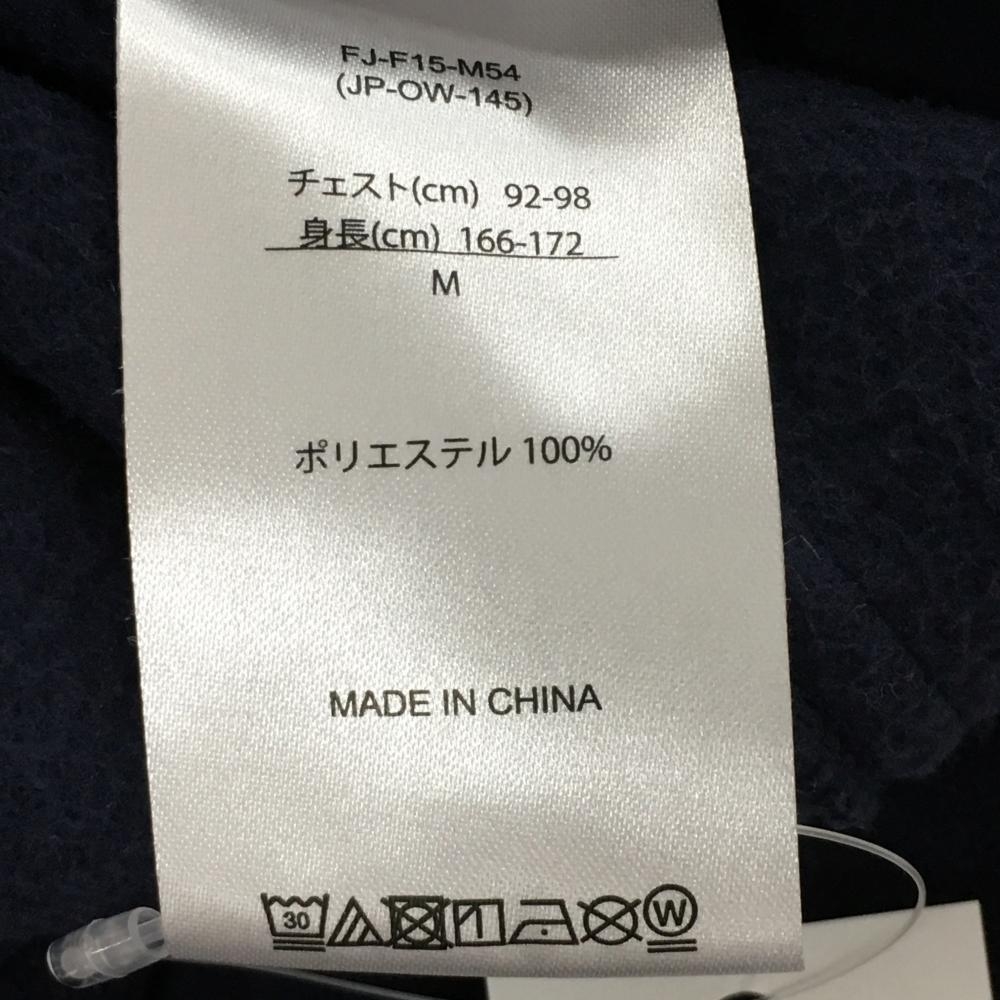 FJ-F15-M54
(JP-OW-145)
チェスト(cm) 92-98
身長(cm) 166-172
M
ポリエステル 100%
MADE IN CHINA
30 W